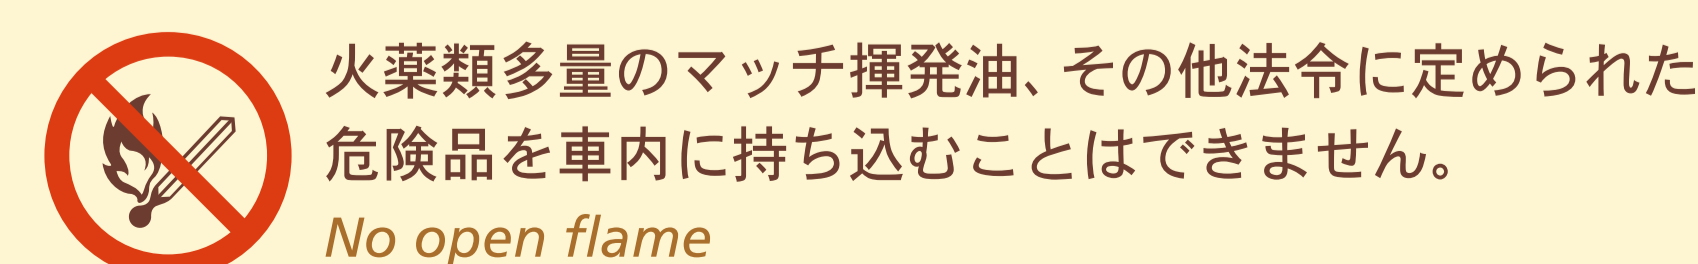 火薬類多量のマッチ揮発油、その他法令に定められた
危険品を車内に持ち込むことはできません。
No open flame